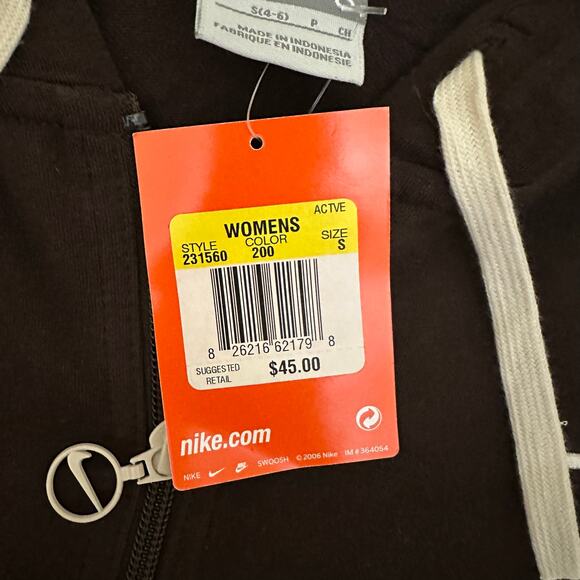 S(4-6) P CH
MADE IN INDONESIA
FABRIQUE EN INDONESIE
ACTVE
WOMENS
STYLE COLOR SIZE
231560 200 S
8 26216 62179 8
SUGGESTED
RETAIL
$45.00
nike.com
NIKE SWOOSH © 2006 Nike IM # 364054